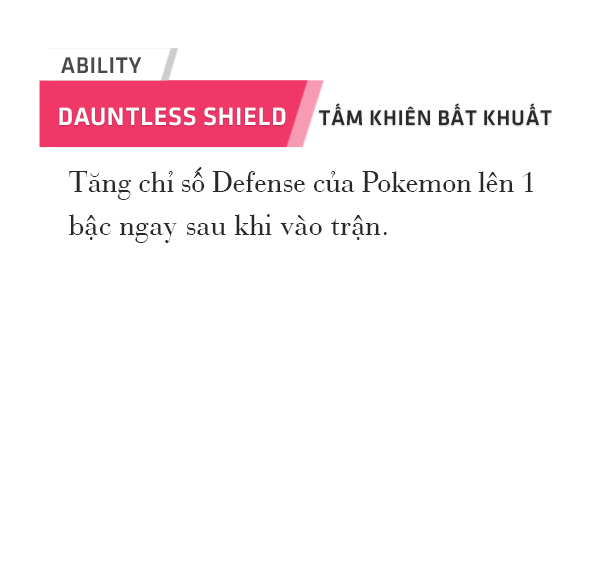 ABILITY
DAUNTLESS SHIELD TẤM KHIÊN BẤT KHUẤT
Tăng chỉ số Defense của Pokemon lên 1
bậc ngay sau khi vào trận.